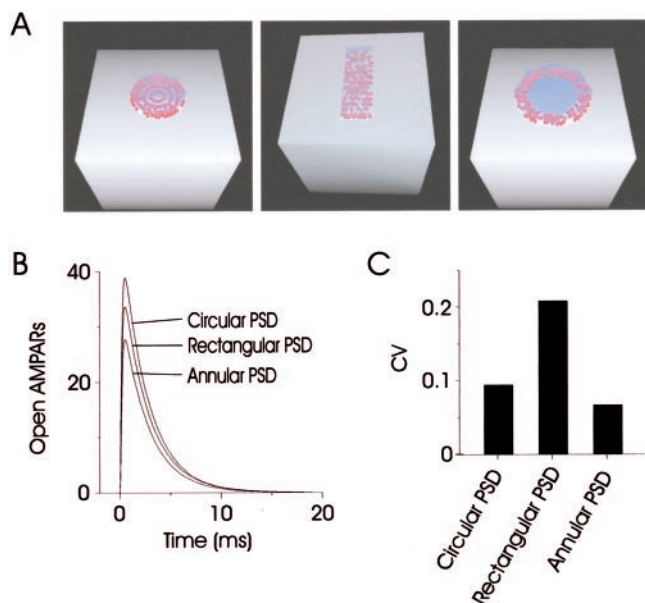 A
B
40
20
0
Open AMPARs
Circular PSD
Rectangular PSD
Annular PSD
0
10
20
Time (ms)
C
0.2
0.1
0
CV
Circular PSD
Rectangular PSD
Annular PSD